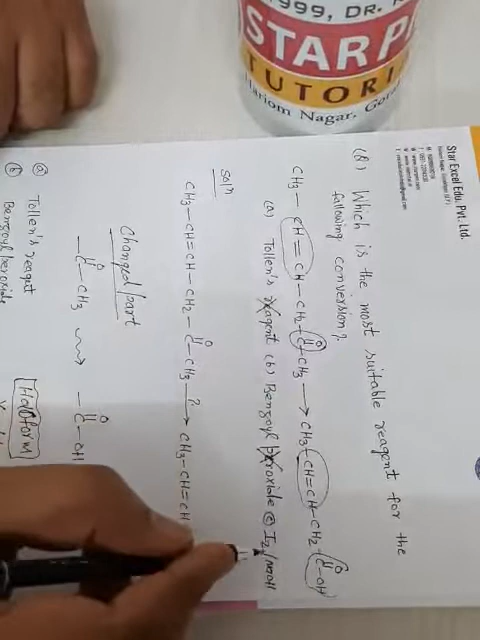 999, DR.
STAR P
TUTORI
Hariom Nagar, Gora
Star Excel Edu. Pvt. Ltd.
(Q) Which is the most suitable reagent for the
following conversion?
CH3 - CH = CH - CH2 - C - CH3 → CH3 - CH = CH - CH2 - C - OH
O O
(a) Tollen's reagent (b) Benzoyl peroxide (c) I2/NaOH
Soln
CH3 - CH = CH - CH2 - C - CH3 ? → CH3 - CH = CH
O
Changed part
- C - CH3 ⇝ - C - OH
O O
(a) Tollen's reagent
(b) Benzoyl peroxide
Haloform